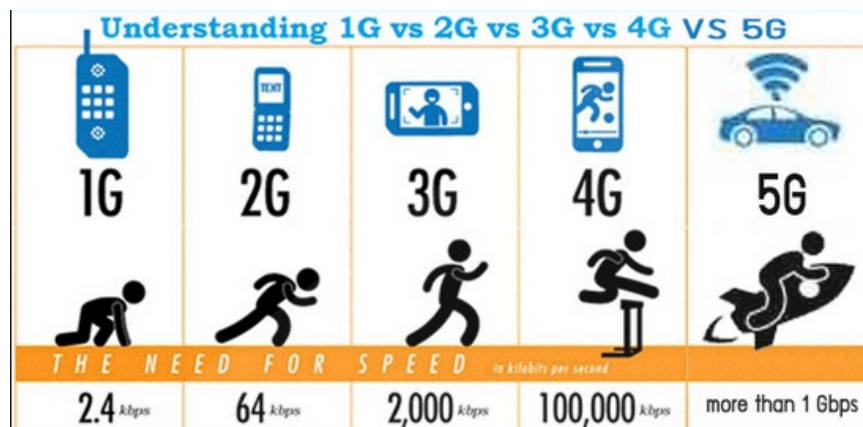 Understanding 1G vs 2G vs 3G vs 4G VS 5G
TEXT
1G 2G 3G 4G 5G
THE NEED FOR SPEED in kilobits per second
2.4 kbps 64 kbps 2,000 kbps 100,000 kbps more than 1 Gbps